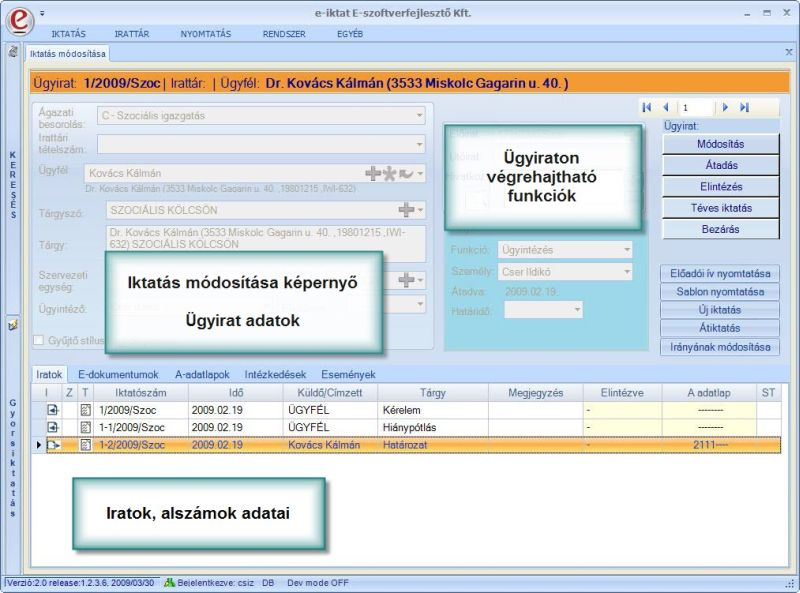 e-iktat E-szoftverfejlesztő Kft.
IKTATÁS IRATTÁR NYOMTATÁS RENDSZER EGYÉB
Iktatás módosítása
Ügyirat: 1/2009/Szoc | Irattár: | Ügyfél: Dr. Kovács Kálmán (3533 Miskolc Gagarin u. 40. )
KERESÉS
Gyorsiktatás
Ágazati besorolás: C - Szociális igazgatás
Irattári tételszám:
Ügyfél: Kovács Kálmán
Dr. Kovács Kálmán (3533 Miskolc Gagarin u. 40. ,19801215 ,IWI-632)
Tárgyszó: SZOCIÁLIS KÖLCSÖN
Tárgy: Dr. Kovács Kálmán (3533 Miskolc Gagarin u. 40. ,19801215 ,IWI-
632) SZOCIÁLIS KÖLCSÖN
Szervezeti egység:
Ügyintéző:
Gyűjtő stílus
Iktatás módosítása képernyő
Ügyirat adatok
Ügyiraton
végrehajtható
funkciók
Funkció: Ügyintézés
Személy: Cser Ildikó
Átadva: 2009.02.19.
Határidő:
1
Ügyirat:
Módosítás
Átadás
Elintézés
Téves iktatás
Bezárás
Előadói ív nyomtatása
Sablon nyomtatása
Új iktatás
Átiktatás
Irányának módosítása
Iratok E-dokumentumok A-adatlapok Intézkedések Események
I Z T Iktatószám Idő Küldő/Címzett Tárgy Megjegyzés Elintézve A adatlap ST
1/2009/Szoc 2009.02.19 ÜGYFÉL Kérelem - --------
1-1/2009/Szoc 2009.02.19 ÜGYFÉL Hiánypótlás - --------
1-2/2009/Szoc 2009.02.19 Kovács Kálmán Határozat - 2111----
Iratok, alszámok adatai
Verzió:2.0 release:1.2.3.6, 2009/03/30 Bejelentkezve: csiz DB Dev mode OFF